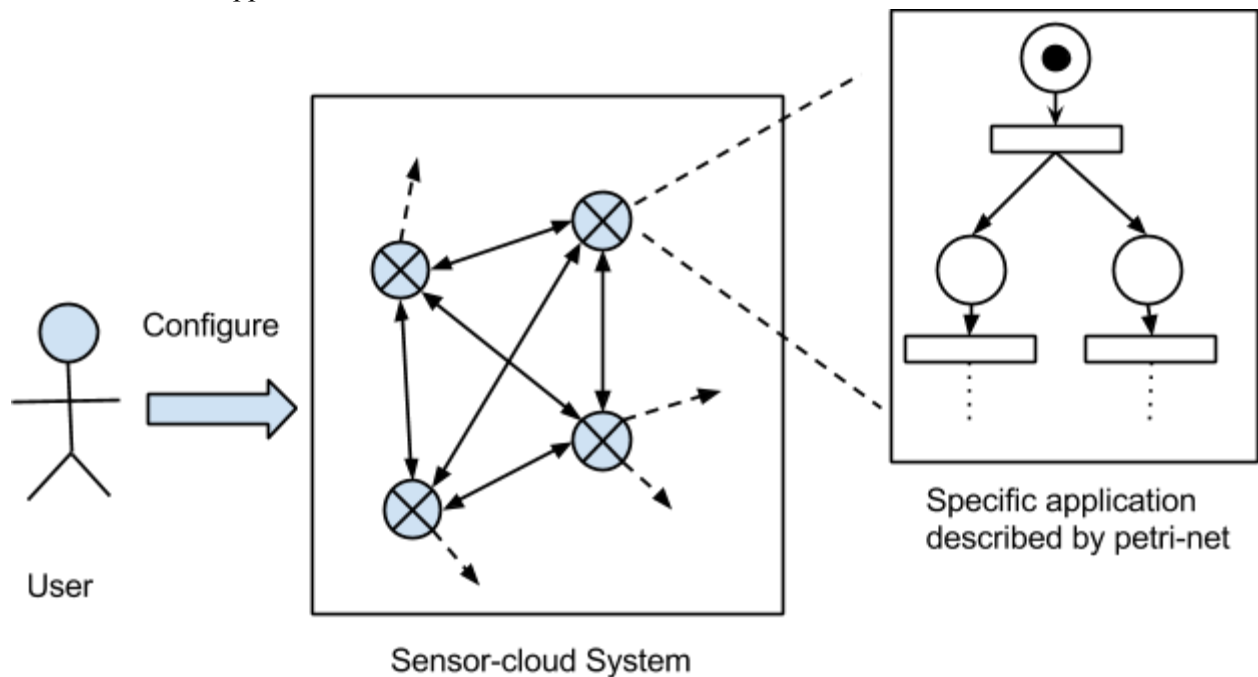 Configure
User
Sensor-cloud System
Specific application
described by petri-net